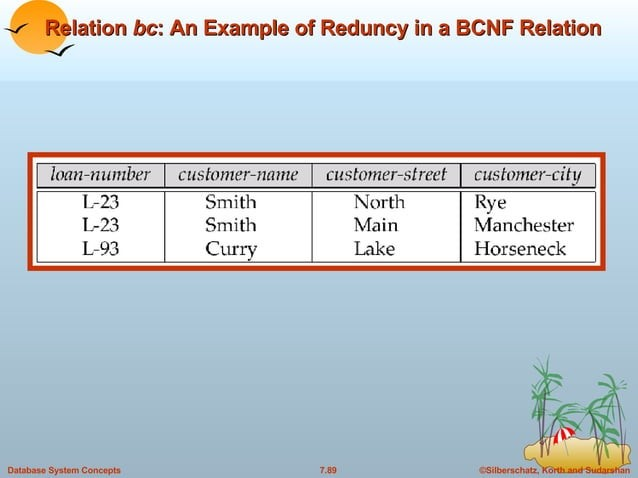 Relation bc: An Example of Reduncy in a BCNF Relation
loan-number customer-name customer-street customer-city
L-23 Smith North Rye
L-23 Smith Main Manchester
L-93 Curry Lake Horseneck
Database System Concepts 7.89 ©Silberschatz, Korth and Sudarshan